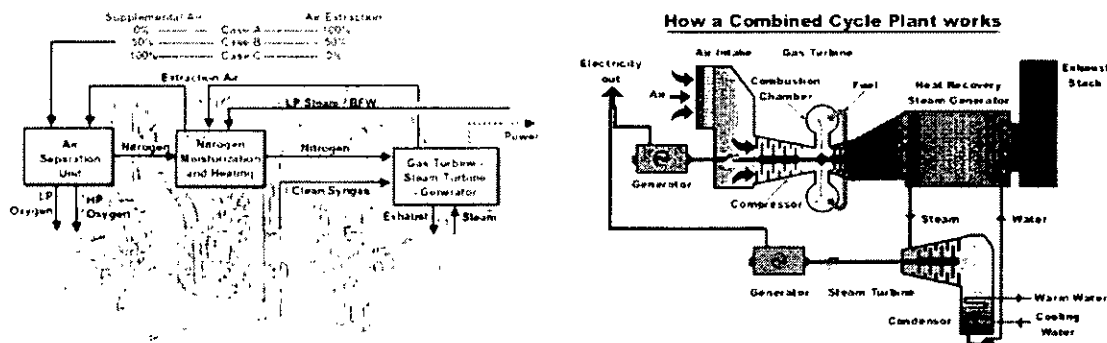 Supplemental Air Air Extraction
0% Case A 100%
50% Case B 50%
100% Case C 0%
Extraction Air
LP Steam / BFW
Power
Air
Separation
Unit
Nitrogen
Nitrogen
Moisturization
and Heating
Nitrogen
Clean Syngas
Gas Turbine -
Steam Turbine
- Generator
LP
Oxygen
HP
Oxygen
Exhaust
Steam
How a Combined Cycle Plant works
Electricity
out
Air Intake
Gas Turbine
Air
Combustion
Chamber
Fuel
Heat Recovery
Steam Generator
Exhaust
Stack
Generator
Compressor
Steam
Water
Generator
Steam Turbine
Condensor
Warm Water
Cooling
Water